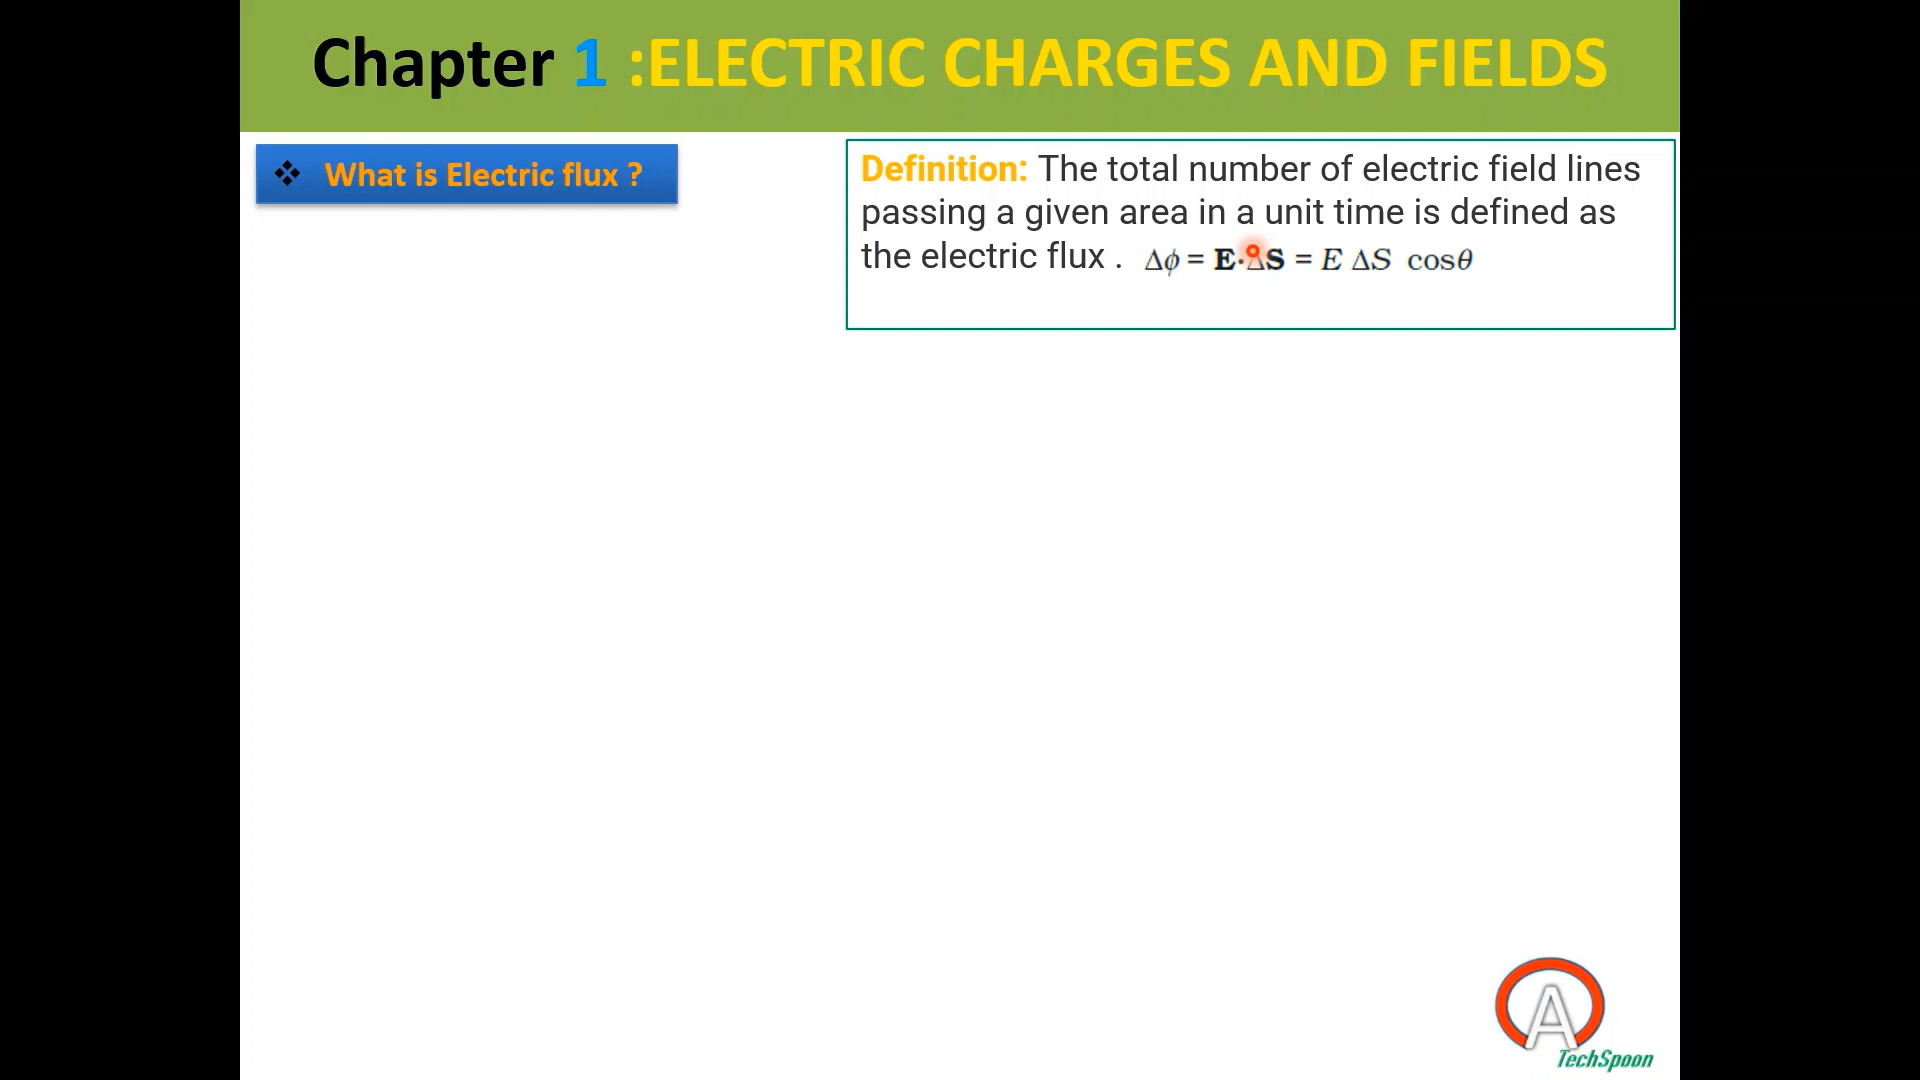 Chapter 1 :ELECTRIC CHARGES AND FIELDS
❖ What is Electric flux ?
Definition: The total number of electric field lines
passing a given area in a unit time is defined as
the electric flux . Δϕ = E·ΔS = E ΔS cosθ
A
TechSpoon